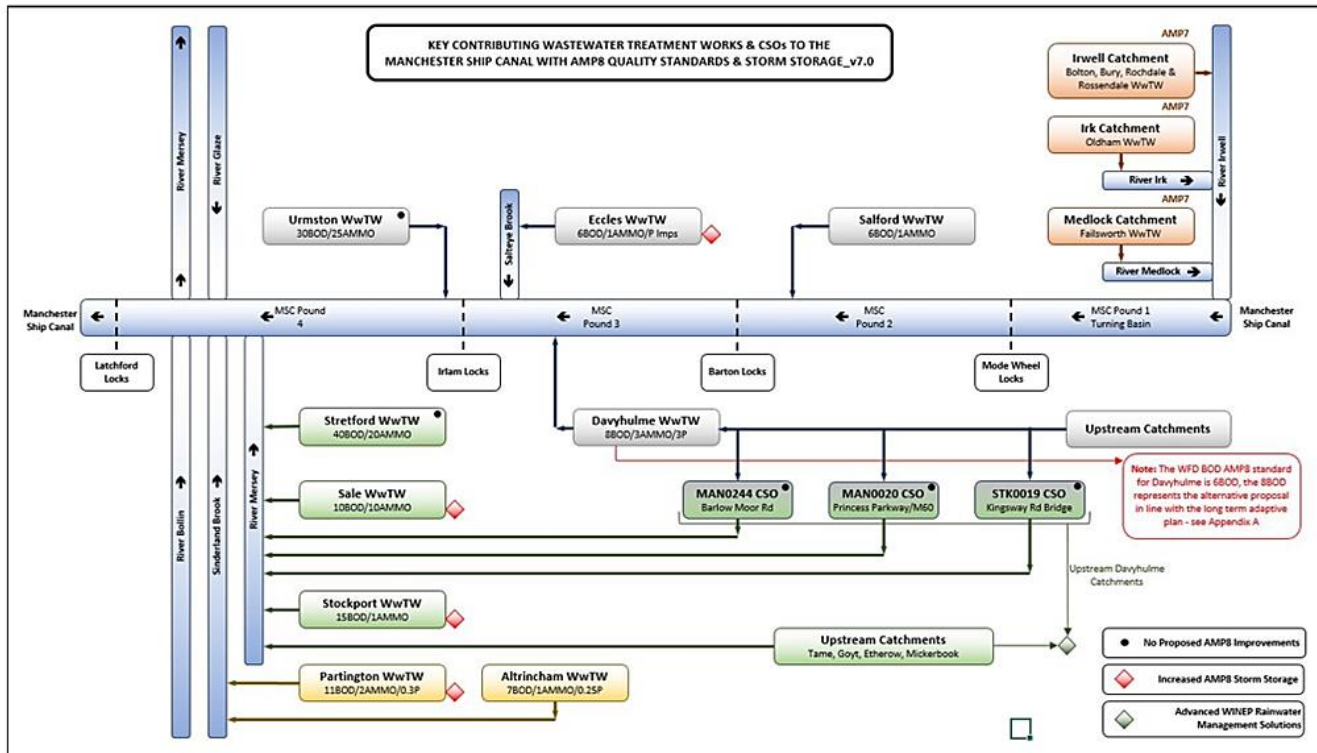 KEY CONTRIBUTING WASTEWATER TREATMENT WORKS & CSOs TO THE
MANCHESTER SHIP CANAL WITH AMP8 QUALITY STANDARDS & STORM STORAGE_v7.0
AMP7
Irwell Catchment
Bolton, Bury, Rochdale &
Rossendale WwTW
AMP7
Irk Catchment
Oldham WwTW
River Irk
AMP7
Medlock Catchment
Failsworth WwTW
River Medlock
River Irwell
River Mersey
River Glaze
Urmston WwTW
30BOD/25AMMO
Salteye Brook
Eccles WwTW
6BOD/1AMMO/P Imps
Salford WwTW
6BOD/1AMMO
Manchester
Ship Canal
MSC Pound
4
MSC
Pound 3
MSC
Pound 2
MSC Pound 1
Turning Basin
Manchester
Ship Canal
Latchford
Locks
Irlam Locks
Barton Locks
Mode Wheel
Locks
River Bollin
Sinderland Brook
River Mersey
Stretford WwTW
40BOD/20AMMO
Davyhulme WwTW
8BOD/3AMMO/3P
Upstream Catchments
Note: The WFD BOD AMP8 standard
for Davyhulme is 6BOD, the 8BOD
represents the alternative proposal
in line with the long term adaptive
plan - see Appendix A
Sale WwTW
10BOD/10AMMO
MAN0244 CSO
Barlow Moor Rd
MAN0020 CSO
Princess Parkway/M60
STK0019 CSO
Kingsway Rd Bridge
Upstream Davyhulme
Catchments
Stockport WwTW
15BOD/1AMMO
Upstream Catchments
Tame, Goyt, Etherow, Mickerbook
Partington WwTW
11BOD/2AMMO/0.3P
Altrincham WwTW
7BOD/1AMMO/0.25P
No Proposed AMP8 Improvements
Increased AMP8 Storm Storage
Advanced WINEP Rainwater
Management Solutions